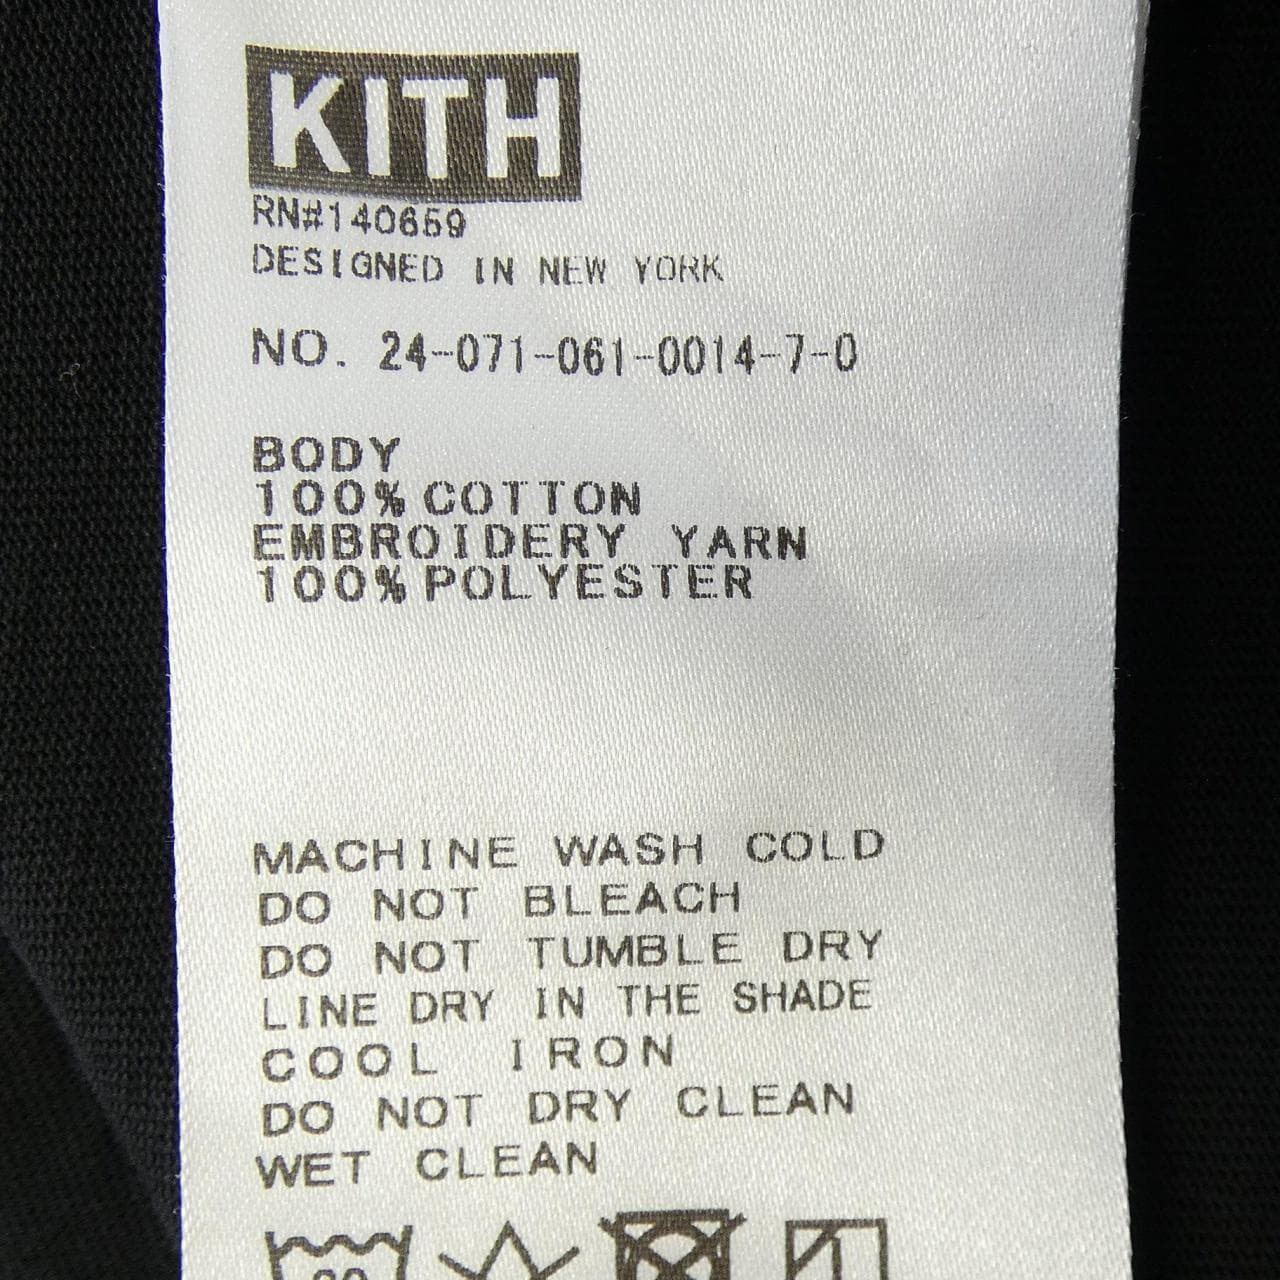 KITH
RN#140659
DESIGNED IN NEW YORK
NO. 24-071-061-0014-7-0
BODY
100% COTTON
EMBROIDERY YARN
100% POLYESTER
MACHINE WASH COLD
DO NOT BLEACH
DO NOT TUMBLE DRY
LINE DRY IN THE SHADE
COOL IRON
DO NOT DRY CLEAN
WET CLEAN